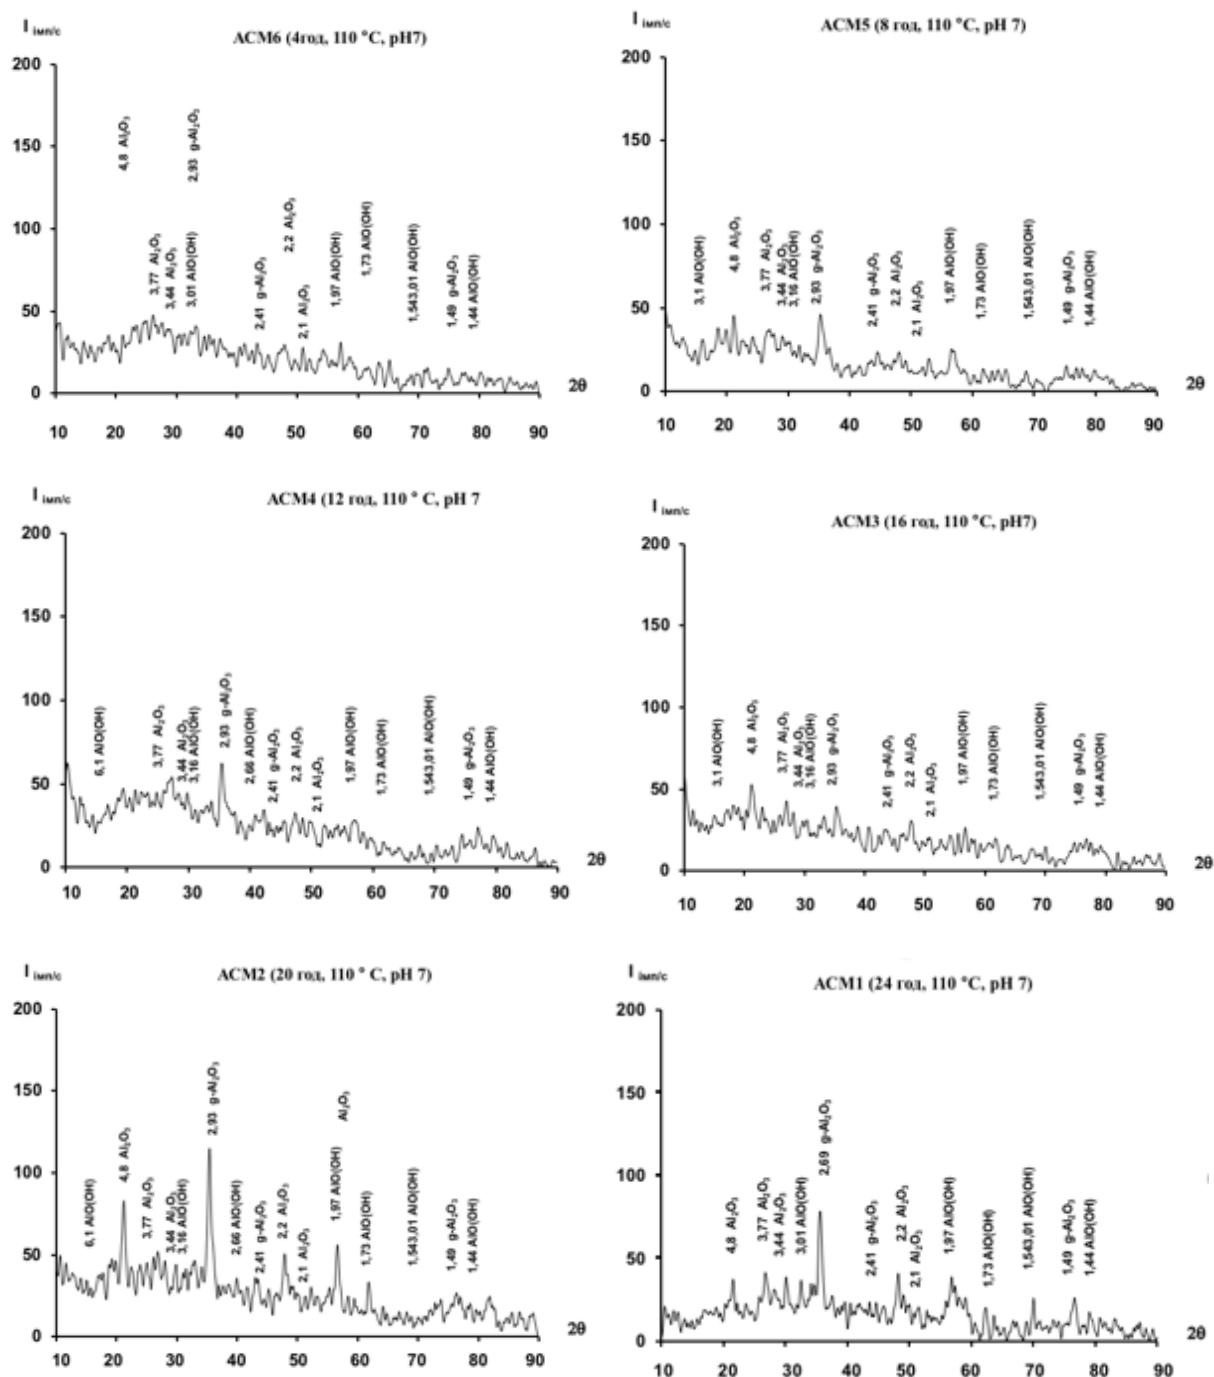 I імп/с
АСМ6 (4год, 110 °С, рН7)
200
150
100
50
0
4,8 Al₂O₃
3,77 Al₂O₃
3,44 Al₂O₃
3,01 AlO(OH)
2,93 g-Al₂O₃
2,41 g-Al₂O₃
2,2 Al₂O₃
2,1 Al₂O₃
1,97 AlO(OH)
1,73 AlO(OH)
1,543,01 AlO(OH)
1,49 g-Al₂O₃
1,44 AlO(OH)
2θ
10 20 30 40 50 60 70 80 90
I імп/с
АСМ5 (8 год, 110 °С, рН 7)
200
150
100
50
0
3,1 AlO(OH)
4,8 Al₂O₃
3,77 Al₂O₃
3,44 Al₂O₃
3,16 AlO(OH)
2,93 g-Al₂O₃
2,41 g-Al₂O₃
2,2 Al₂O₃
2,1 Al₂O₃
1,97 AlO(OH)
1,73 AlO(OH)
1,543,01 AlO(OH)
1,49 g-Al₂O₃
1,44 AlO(OH)
2θ
10 20 30 40 50 60 70 80 90
I імп/с
АСМ4 (12 год, 110 ° С, рН 7
200
150
100
50
0
6,1 AlO(OH)
3,77 Al₂O₃
3,44 Al₂O₃
3,16 AlO(OH)
2,93 g-Al₂O₃
2,66 AlO(OH)
2,41 g-Al₂O₃
2,2 Al₂O₃
2,1 Al₂O₃
1,97 AlO(OH)
1,73 AlO(OH)
1,543,01 AlO(OH)
1,49 g-Al₂O₃
1,44 AlO(OH)
2θ
10 20 30 40 50 60 70 80 90
I імп/с
АСМ3 (16 год, 110 °С, рН7)
200
150
100
50
0
3,1 AlO(OH)
4,8 Al₂O₃
3,77 Al₂O₃
3,44 Al₂O₃
3,16 AlO(OH)
2,93 g-Al₂O₃
2,41 g-Al₂O₃
2,2 Al₂O₃
2,1 Al₂O₃
1,97 AlO(OH)
1,73 AlO(OH)
1,543,01 AlO(OH)
1,49 g-Al₂O₃
1,44 AlO(OH)
2θ
10 20 30 40 50 60 70 80 90
I імп/с
АСМ2 (20 год, 110 ° С, рН 7)
200
150
100
50
0
6,1 AlO(OH)
4,8 Al₂O₃
3,77 Al₂O₃
3,44 Al₂O₃
3,16 AlO(OH)
2,93 g-Al₂O₃
2,66 AlO(OH)
2,41 g-Al₂O₃
2,2 Al₂O₃
2,1 Al₂O₃
1,97 AlO(OH)
Al₂O₃
1,73 AlO(OH)
1,543,01 AlO(OH)
1,49 g-Al₂O₃
1,44 AlO(OH)
2θ
10 20 30 40 50 60 70 80 90
I імп/с
АСМ1 (24 год, 110 °С, рН 7)
200
150
100
50
0
4,8 Al₂O₃
3,77 Al₂O₃
3,44 Al₂O₃
3,01 AlO(OH)
2,69 g-Al₂O₃
2,41 g-Al₂O₃
2,2 Al₂O₃
2,1 Al₂O₃
1,97 AlO(OH)
1,73 AlO(OH)
1,543,01 AlO(OH)
1,49 g-Al₂O₃
1,44 AlO(OH)
2θ
10 20 30 40 50 60 70 80 90